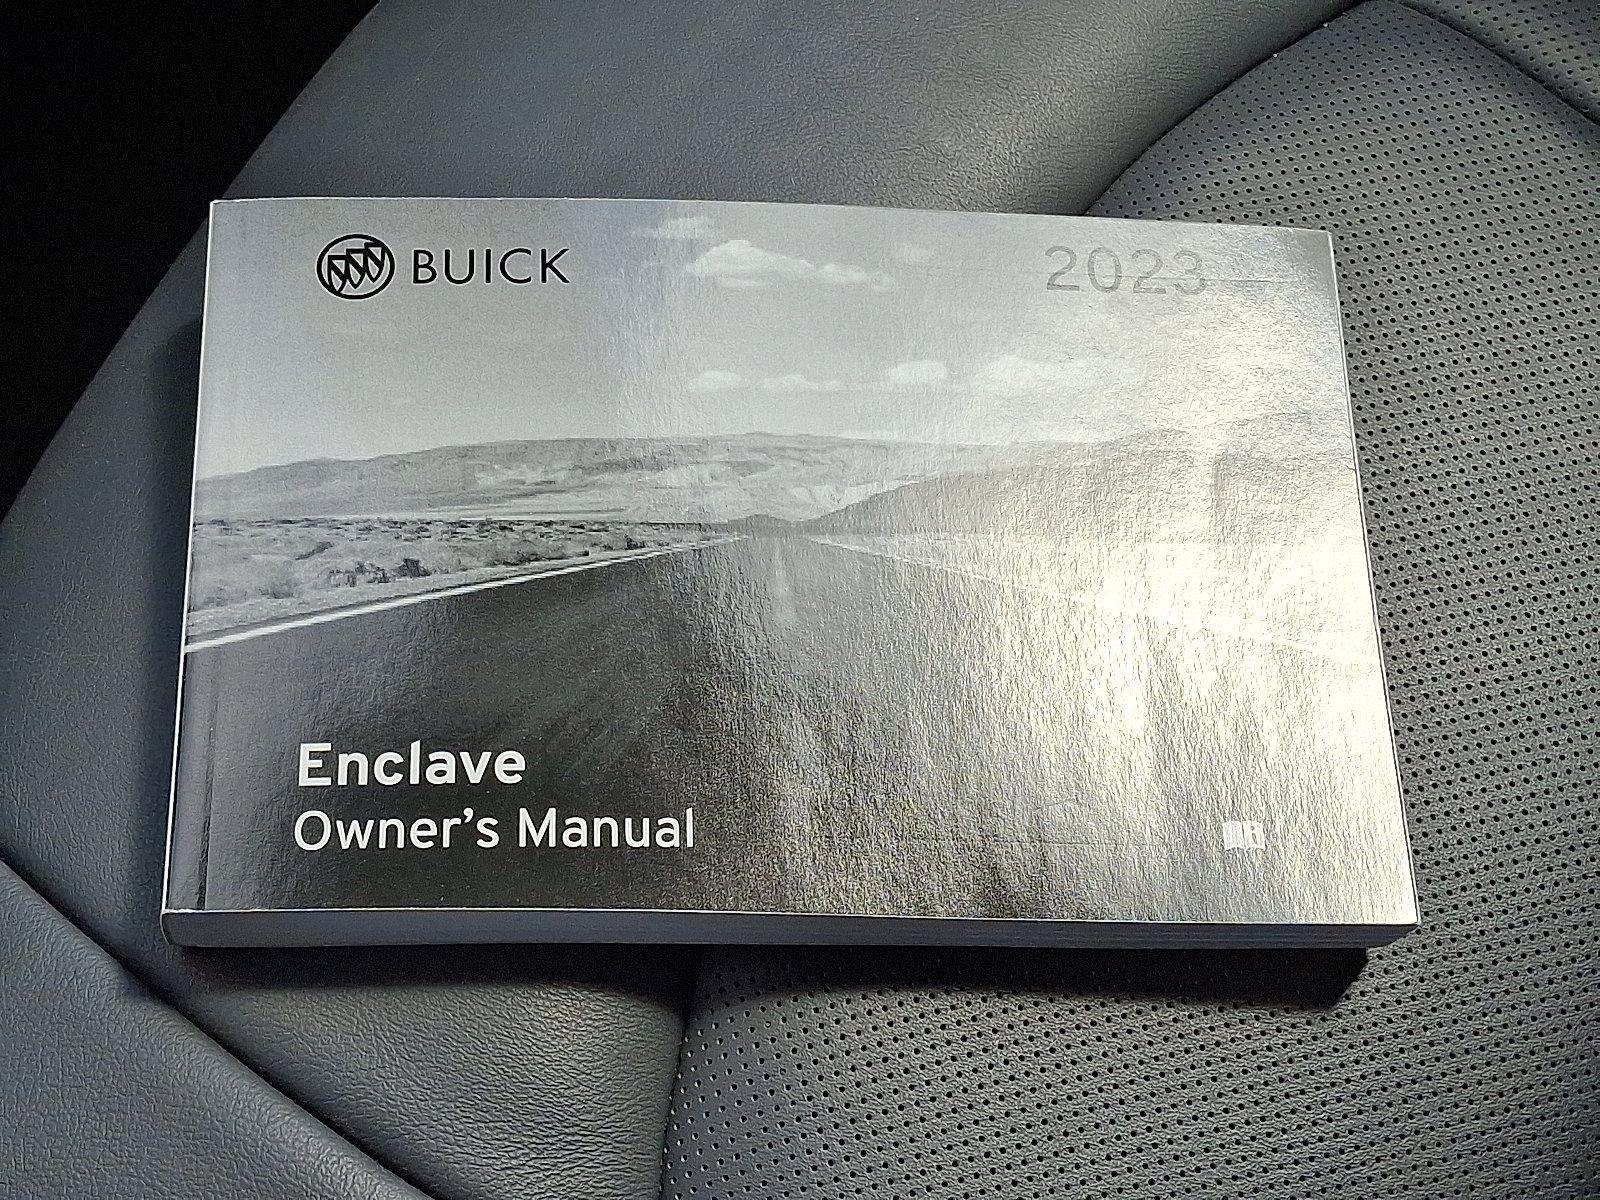 BUICK
2023
Enclave
Owner's Manual